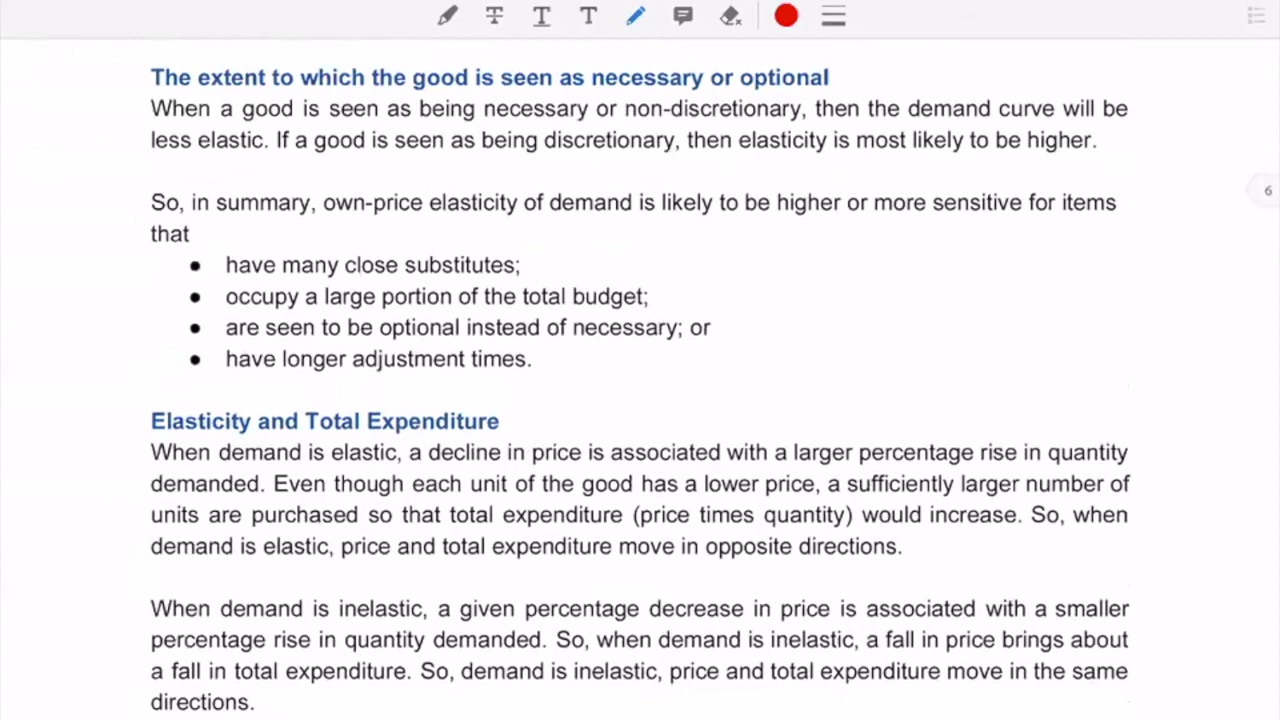 The extent to which the good is seen as necessary or optional
When a good is seen as being necessary or non-discretionary, then the demand curve will be
less elastic. If a good is seen as being discretionary, then elasticity is most likely to be higher.
So, in summary, own-price elasticity of demand is likely to be higher or more sensitive for items
that
● have many close substitutes;
● occupy a large portion of the total budget;
● are seen to be optional instead of necessary; or
● have longer adjustment times.
6
Elasticity and Total Expenditure
When demand is elastic, a decline in price is associated with a larger percentage rise in quantity
demanded. Even though each unit of the good has a lower price, a sufficiently larger number of
units are purchased so that total expenditure (price times quantity) would increase. So, when
demand is elastic, price and total expenditure move in opposite directions.
When demand is inelastic, a given percentage decrease in price is associated with a smaller
percentage rise in quantity demanded. So, when demand is inelastic, a fall in price brings about
a fall in total expenditure. So, demand is inelastic, price and total expenditure move in the same
directions.